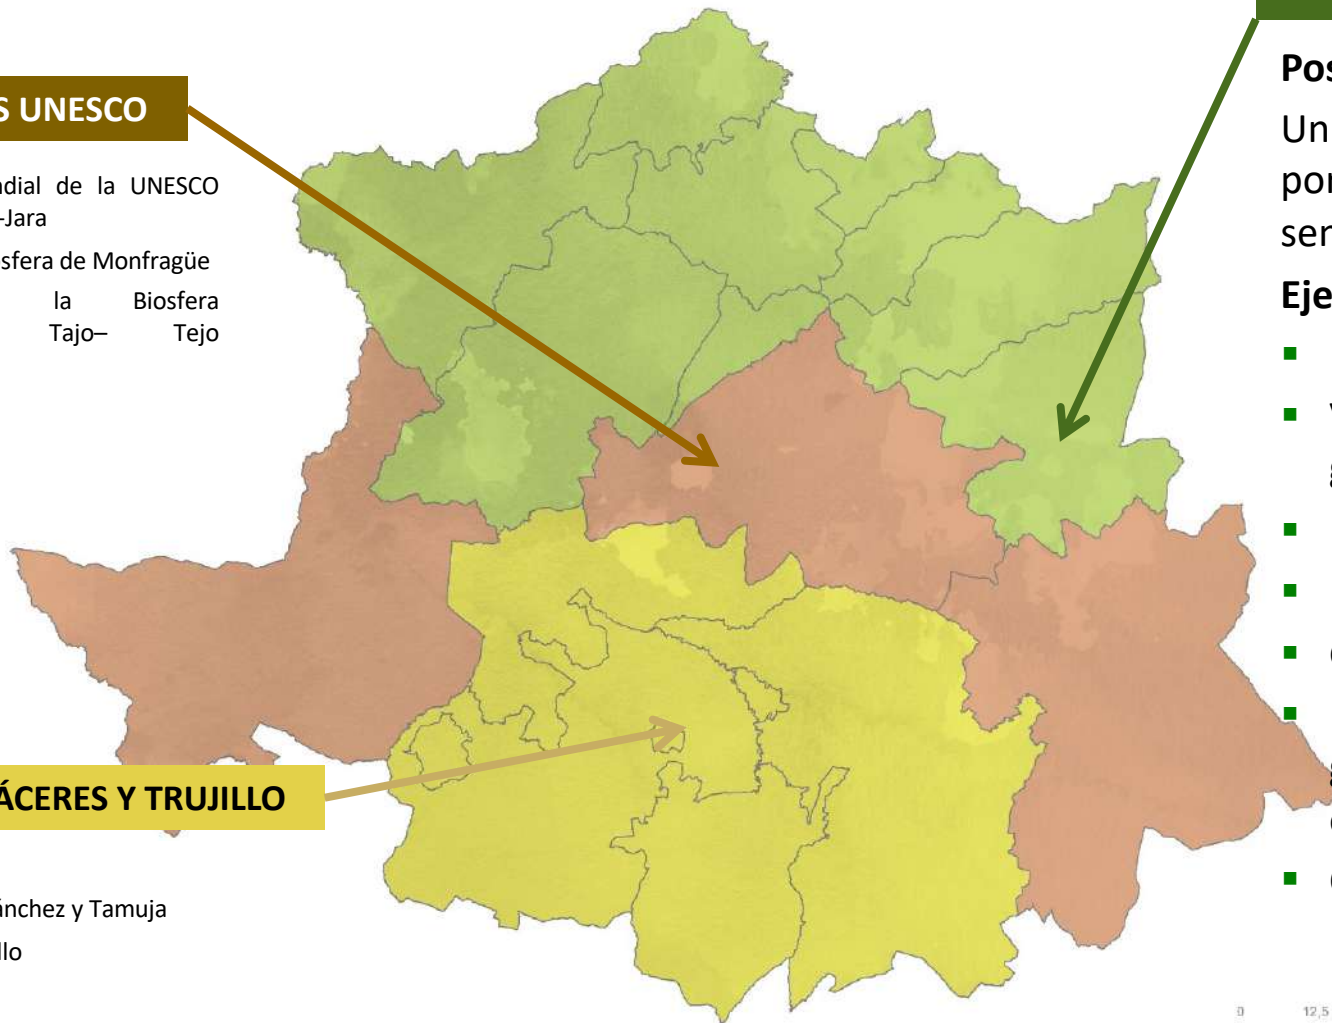 S UNESCO
ndial de la UNESCO
-Jara
osfera de Monfragüe
la Biosfera
Tajo– Tejo
ÁCERES Y TRUJILLO
ánchez y Tamuja
llo
Pos
Un
por
ser
Eje
0 12,5